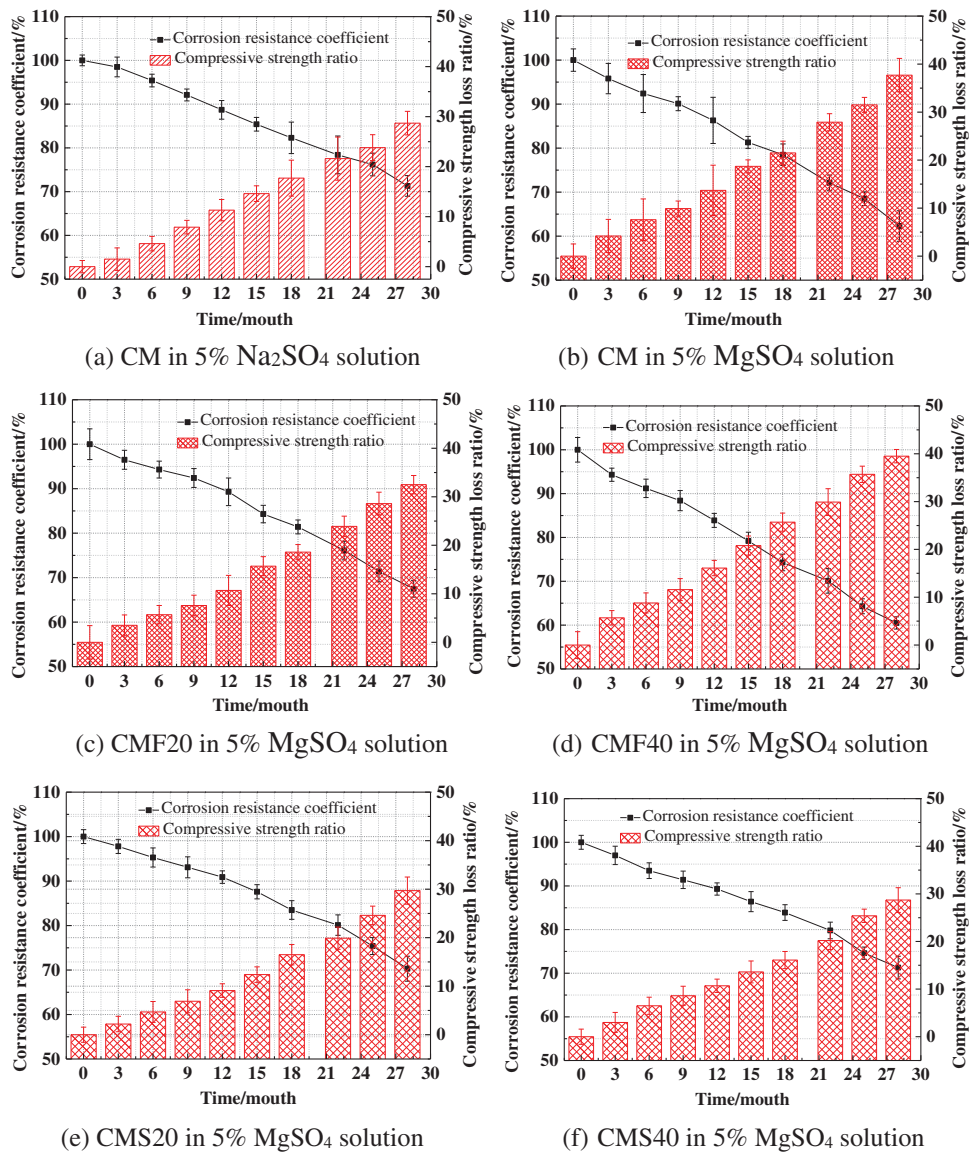 Corrosion resistance coefficient/%
110
100
90
80
70
60
50
Corrosion resistance coefficient
Compressive strength ratio
50
40
30
20
10
0
Compressive strength loss ratio/%
0 3 6 9 12 15 18 21 24 27 30
Time/mouth
(a) CM in 5% Na₂SO₄ solution
Corrosion resistance coefficient/%
110
100
90
80
70
60
50
Corrosion resistance coefficient
Compressive strength ratio
50
40
30
20
10
0
Compressive strength loss ratio/%
0 3 6 9 12 15 18 21 24 27 30
Time/mouth
(b) CM in 5% MgSO₄ solution
Corrosion resistance coefficient/%
110
100
90
80
70
60
50
Corrosion resistance coefficient
Compressive strength ratio
50
40
30
20
10
0
Compressive strength loss ratio/%
0 3 6 9 12 15 18 21 24 27 30
Time/mouth
(c) CMF20 in 5% MgSO₄ solution
Corrosion resistance coefficient/%
110
100
90
80
70
60
50
Corrosion resistance coefficient
Compressive strength ratio
50
40
30
20
10
0
Compressive strength loss ratio/%
0 3 6 9 12 15 18 21 24 27 30
Time/mouth
(d) CMF40 in 5% MgSO₄ solution
Corrosion resistance coefficient/%
110
100
90
80
70
60
50
Corrosion resistance coefficient
Compressive strength ratio
50
40
30
20
10
0
Compressive strength loss ratio/%
0 3 6 9 12 15 18 21 24 27 30
Time/mouth
(e) CMS20 in 5% MgSO₄ solution
Corrosion resistance coefficient/%
110
100
90
80
70
60
50
Corrosion resistance coefficient
Compressive strength ratio
50
40
30
20
10
0
Compressive strength loss ratio/%
0 3 6 9 12 15 18 21 24 27 30
Time/mouth
(f) CMS40 in 5% MgSO₄ solution